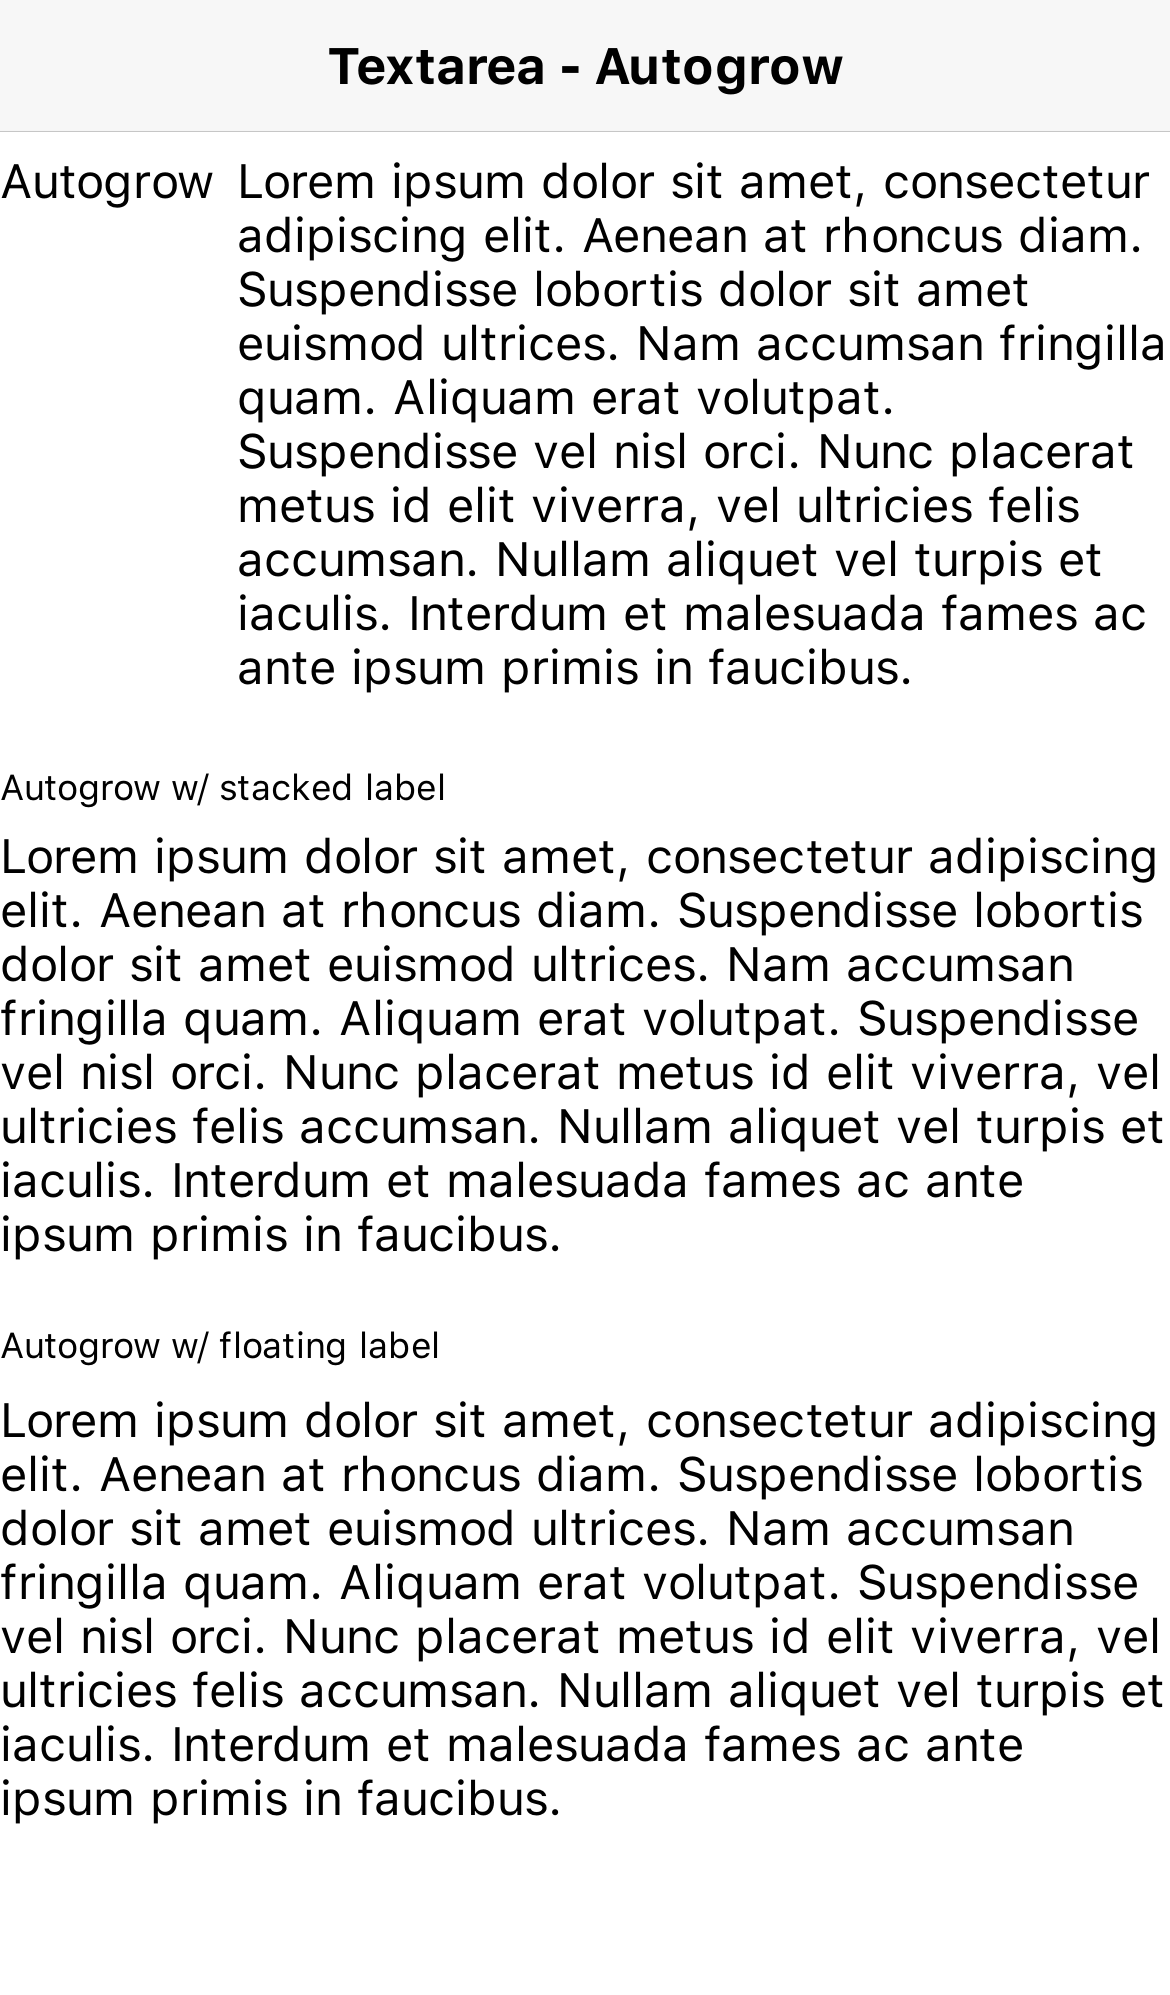 Textarea - Autogrow
Autogrow Lorem ipsum dolor sit amet, consectetur
adipiscing elit. Aenean at rhoncus diam.
Suspendisse lobortis dolor sit amet
euismod ultrices. Nam accumsan fringilla
quam. Aliquam erat volutpat.
Suspendisse vel nisl orci. Nunc placerat
metus id elit viverra, vel ultricies felis
accumsan. Nullam aliquet vel turpis et
iaculis. Interdum et malesuada fames ac
ante ipsum primis in faucibus.
Autogrow w/ stacked label
Lorem ipsum dolor sit amet, consectetur adipiscing
elit. Aenean at rhoncus diam. Suspendisse lobortis
dolor sit amet euismod ultrices. Nam accumsan
fringilla quam. Aliquam erat volutpat. Suspendisse
vel nisl orci. Nunc placerat metus id elit viverra, vel
ultricies felis accumsan. Nullam aliquet vel turpis et
iaculis. Interdum et malesuada fames ac ante
ipsum primis in faucibus.
Autogrow w/ floating label
Lorem ipsum dolor sit amet, consectetur adipiscing
elit. Aenean at rhoncus diam. Suspendisse lobortis
dolor sit amet euismod ultrices. Nam accumsan
fringilla quam. Aliquam erat volutpat. Suspendisse
vel nisl orci. Nunc placerat metus id elit viverra, vel
ultricies felis accumsan. Nullam aliquet vel turpis et
iaculis. Interdum et malesuada fames ac ante
ipsum primis in faucibus.